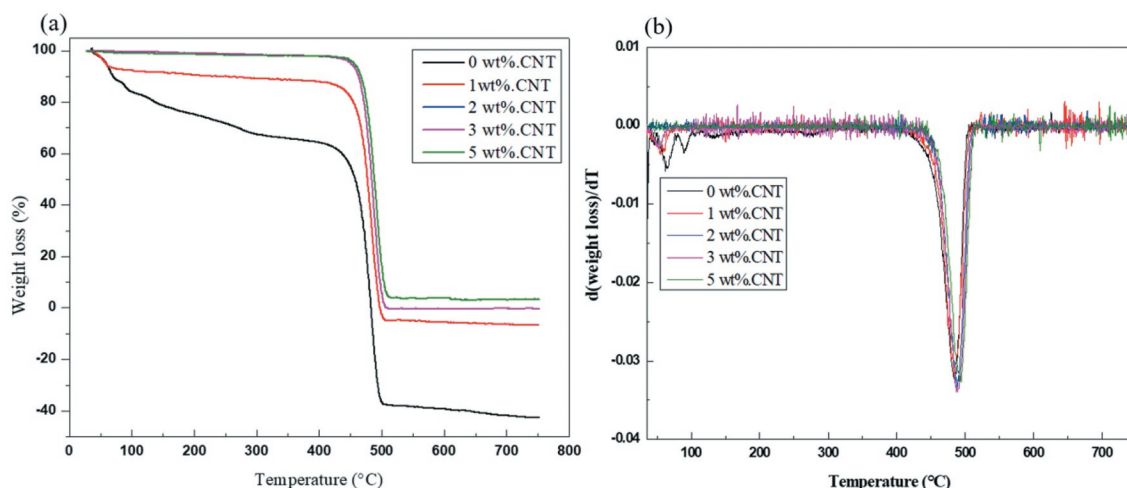 (a)
100
80
60
40
20
0
-20
-40
Weight loss (%)
0 wt%.CNT
1wt%.CNT
2 wt%.CNT
3 wt%.CNT
5 wt%.CNT
0 100 200 300 400 500 600 700 800
Temperature (°C)
(b)
0.01
0.00
-0.01
-0.02
-0.03
-0.04
d(weight loss)/dT
0 wt%.CNT
1 wt%.CNT
2 wt%.CNT
3 wt%.CNT
5 wt%.CNT
100 200 300 400 500 600 700
Temperature (°C)